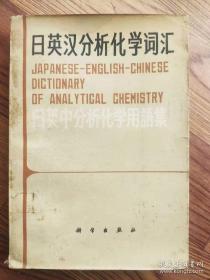 日英汉分析化学词汇
JAPANESE-ENGLISH-CHINESE
DICTIONARY
OF ANALYTICAL CHEMISTRY
日英中分析化学用語集
科学出版社